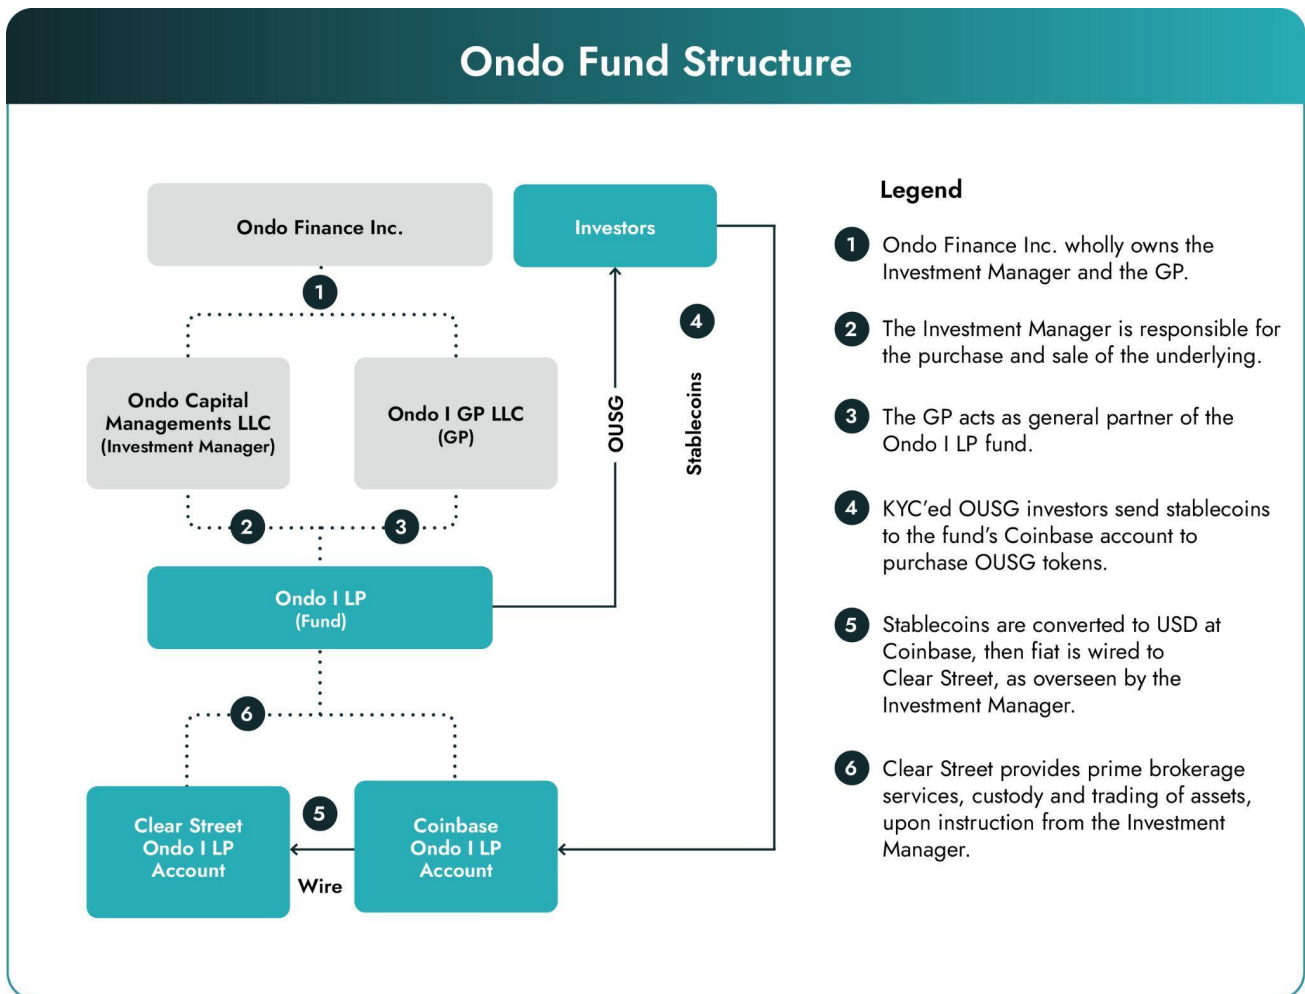 Ondo Fund Structure
Ondo Finance Inc.
Investors
1
4
Ondo Capital
Managements LLC
(Investment Manager)
Ondo I GP LLC
(GP)
OUSG
Stablecoins
2
3
Ondo I LP
(Fund)
6
Clear Street
Ondo I LP
Account
5
Wire
Coinbase
Ondo I LP
Account
Legend
1 Ondo Finance Inc. wholly owns the
Investment Manager and the GP.
2 The Investment Manager is responsible for
the purchase and sale of the underlying.
3 The GP acts as general partner of the
Ondo I LP fund.
4 KYC’ed OUSG investors send stablecoins
to the fund’s Coinbase account to
purchase OUSG tokens.
5 Stablecoins are converted to USD at
Coinbase, then fiat is wired to
Clear Street, as overseen by the
Investment Manager.
6 Clear Street provides prime brokerage
services, custody and trading of assets,
upon instruction from the Investment
Manager.